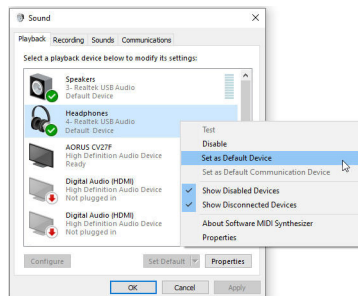 Sound
Playback Recording Sounds Communications
Select a playback device below to modify its settings:
Speakers
3- Realtek USB Audio
Default Device
Headphones
4- Realtek USB Audio
Default Device
AORUS CV27F
High Definition Audio Device
Ready
Digital Audio (HDMI)
High Definition Audio Device
Not plugged in
Digital Audio (HDMI)
High Definition Audio Device
Not plugged in
Test
Disable
Set as Default Device
Set as Default Communication Device
Show Disabled Devices
Show Disconnected Devices
About Software MIDI Synthesizer
Properties
Configure Set Default Properties
OK Cancel Apply